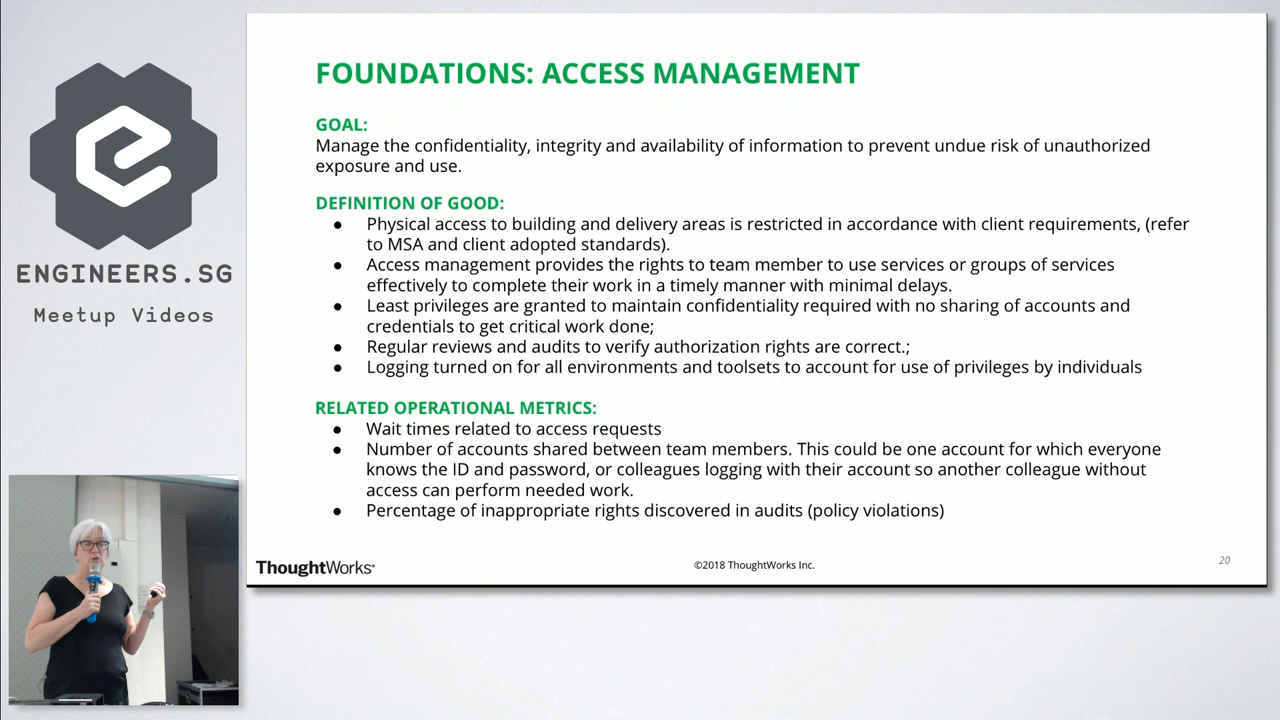 ENGINEERS.SG
Meetup Videos
FOUNDATIONS: ACCESS MANAGEMENT
GOAL:
Manage the confidentiality, integrity and availability of information to prevent undue risk of unauthorized
exposure and use.
DEFINITION OF GOOD:
● Physical access to building and delivery areas is restricted in accordance with client requirements, (refer
to MSA and client adopted standards).
● Access management provides the rights to team member to use services or groups of services
effectively to complete their work in a timely manner with minimal delays.
● Least privileges are granted to maintain confidentiality required with no sharing of accounts and
credentials to get critical work done;
● Regular reviews and audits to verify authorization rights are correct.;
● Logging turned on for all environments and toolsets to account for use of privileges by individuals
RELATED OPERATIONAL METRICS:
● Wait times related to access requests
● Number of accounts shared between team members. This could be one account for which everyone
knows the ID and password, or colleagues logging with their account so another colleague without
access can perform needed work.
● Percentage of inappropriate rights discovered in audits (policy violations)
ThoughtWorks®
©2018 ThoughtWorks Inc.
20